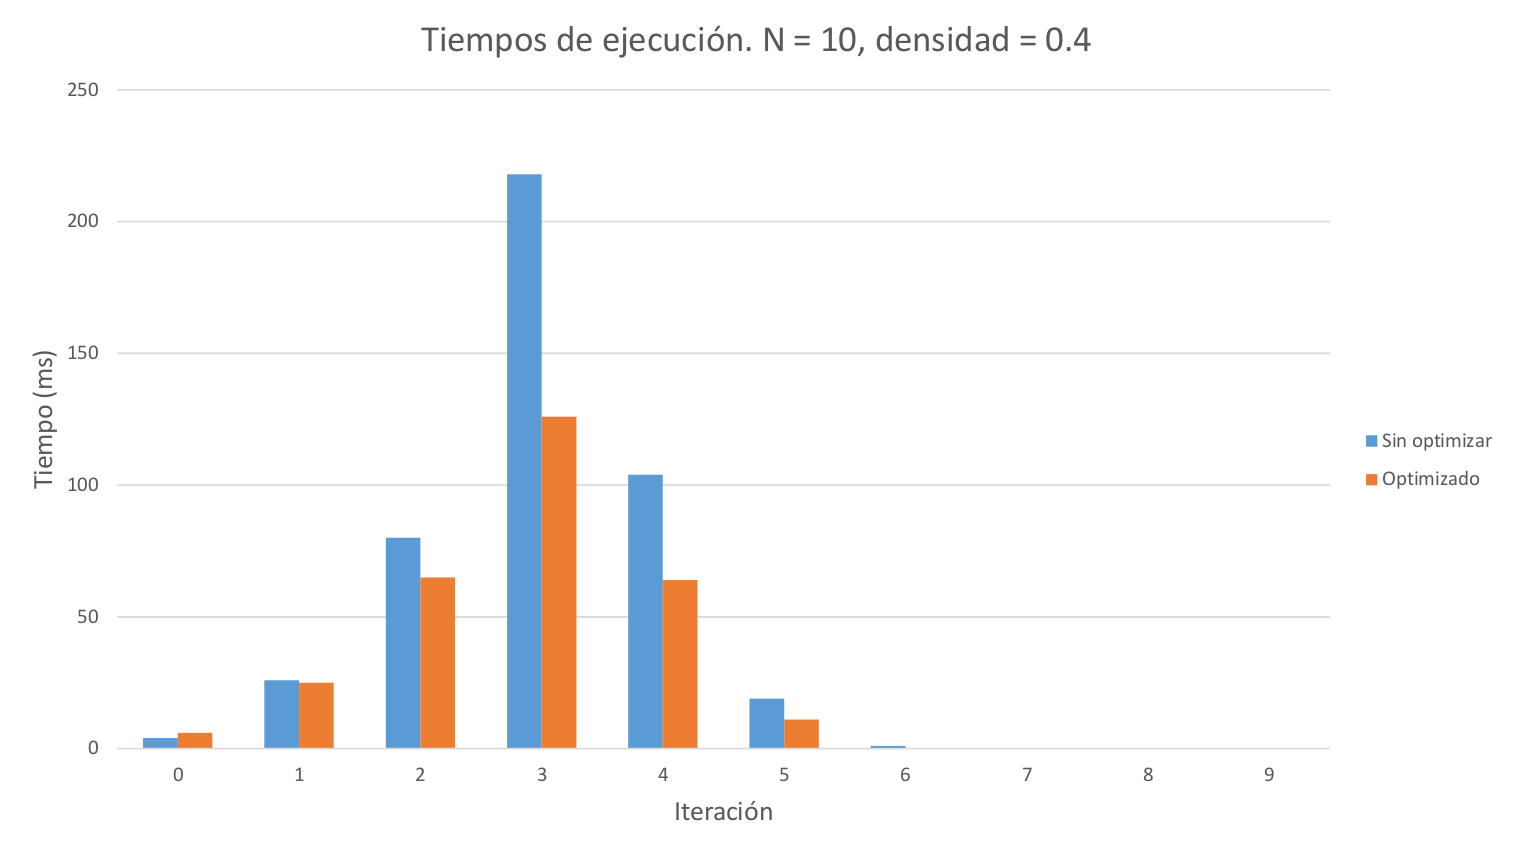 Tiempos de ejecución. N = 10, densidad = 0.4
250
200
150
100
50
0
Tiempo (ms)
0 1 2 3 4 5 6 7 8 9
Iteración
Sin optimizar
Optimizado